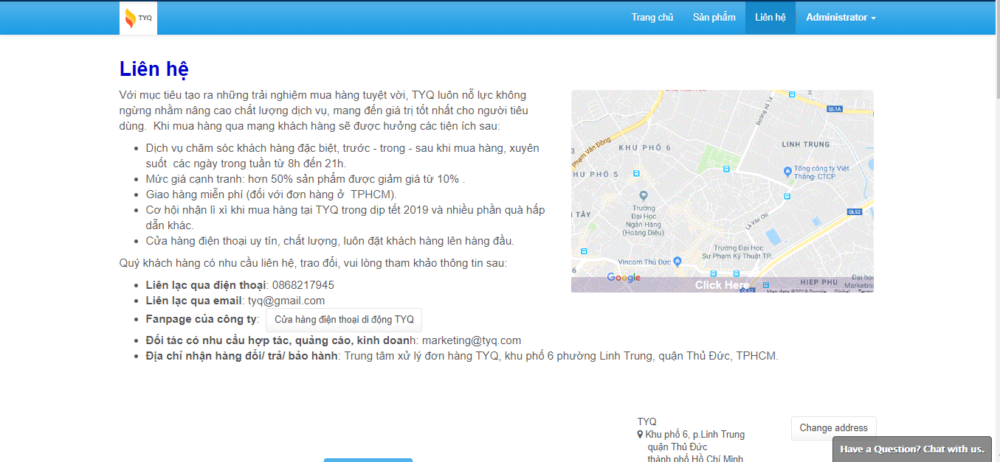 TYQ
Trang chủ Sản phẩm Liên hệ Administrator
Liên hệ
Với mục tiêu tạo ra những trải nghiệm mua hàng tuyệt vời, TYQ luôn nỗ lực không
ngừng nhằm nâng cao chất lượng dịch vụ, mang đến giá trị tốt nhất cho người tiêu
dùng. Khi mua hàng qua mạng khách hàng sẽ được hưởng các tiện ích sau:
Dịch vụ chăm sóc khách hàng đặc biệt, trước - trong - sau khi mua hàng, xuyên
suốt các ngày trong tuần từ 8h đến 21h.
Mức giá cạnh tranh: hơn 50% sản phẩm được giảm giá từ 10% .
Giao hàng miễn phí (đối với đơn hàng ở TPHCM).
Cơ hội nhận lì xì khi mua hàng tại TYQ trong dịp tết 2019 và nhiều phần quà hấp
dẫn khác.
Cửa hàng điện thoại uy tín, chất lượng, luôn đặt khách hàng lên hàng đầu.
Quý khách hàng có nhu cầu liên hệ, trao đổi, vui lòng tham khảo thông tin sau:
Liên lạc qua điện thoại: 0868217945
Liên lạc qua email: tyq@gmail.com
Fanpage của công ty: Cửa hàng điện thoại di động TYQ
Đối tác có nhu cầu hợp tác, quảng cáo, kinh doanh: marketing@tyq.com
Địa chỉ nhận hàng đổi/ trả/ bảo hành: Trung tâm xử lý đơn hàng TYQ, khu phố 6 phường Linh Trung, quận Thủ Đức, TPHCM.
Đường số 14
QL1A
Phạm Văn Đồng
KHU PHỐ 6
LINH TRUNG
HU PHỐ 5
Tổng công ty Việt
Thắng- CTCP
Trường
Đại Học
Ngân Hàng
(Hoàng Diệu)
TÂY
QL52
Lê Văn Chí
Trường Đại Học
Sư Phạm Kỹ Thuật TP..
Vincom Thủ Đức
6
Google
Click Here
QL52
HIEP PHU
Đại học
Marketing
Map data ©2019 Google Global Terms
TYQ
Khu phố 6, p.Linh Trung
quận Thủ Đức
thành phố Hồ Chí Minh
Change address
Have a Question? Chat with us.